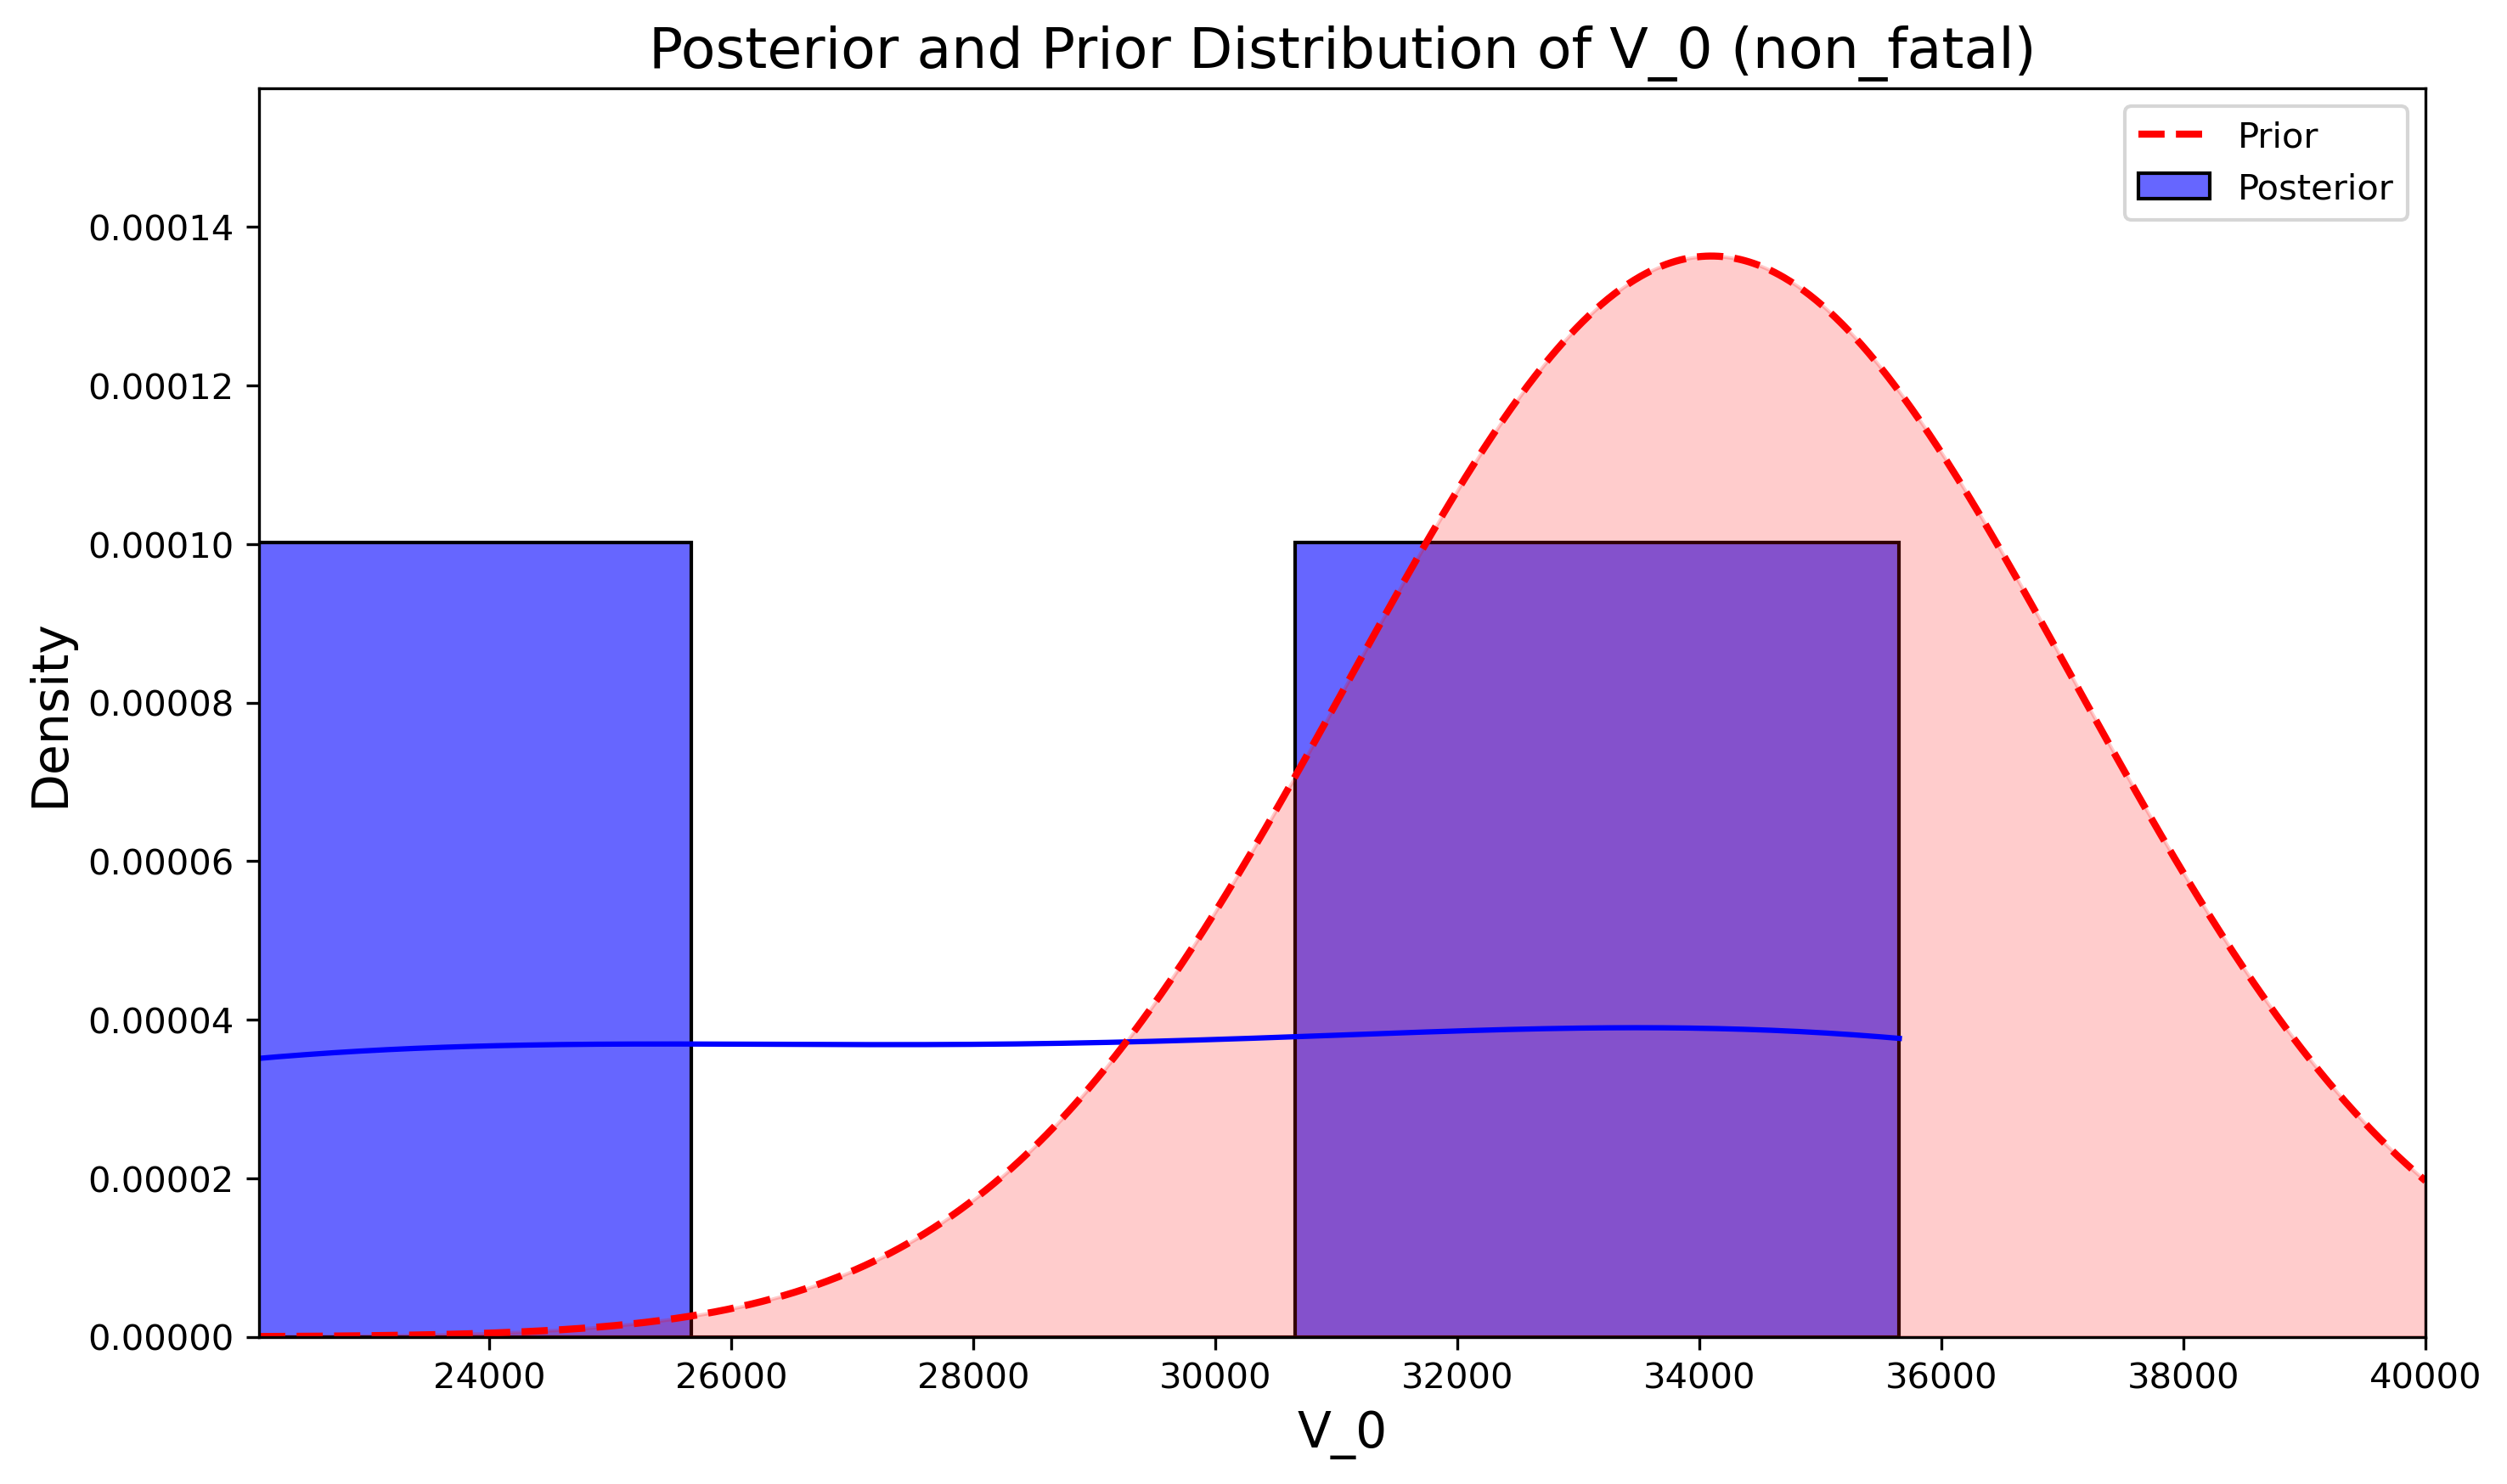 Posterior and Prior Distribution of V_0 (non_fatal)
Prior
Posterior
0.00014
0.00012
0.00010
0.00008
0.00006
0.00004
0.00002
0.00000
Density
24000 26000 28000 30000 32000 34000 36000 38000 40000
V_0